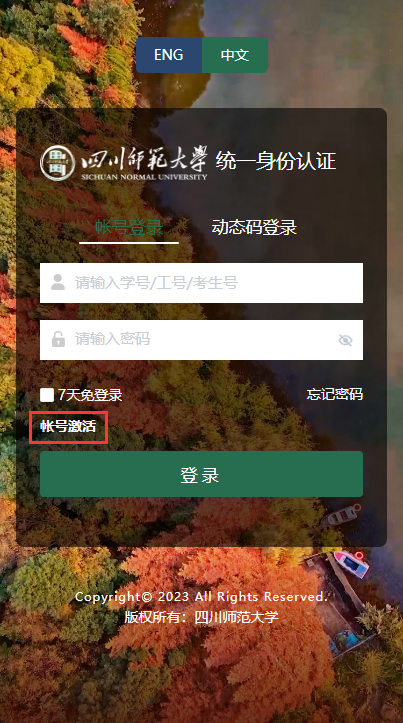 ENG 中文
四川师范大學 统一身份认证
SICHUAN NORMAL UNIVERSITY
帐号登录 动态码登录
请输入学号/工号/考生号
请输入密码
7天免登录 忘记密码
帐号激活
登录
Copyright© 2023 All Rights Reserved.
版权所有：四川师范大学